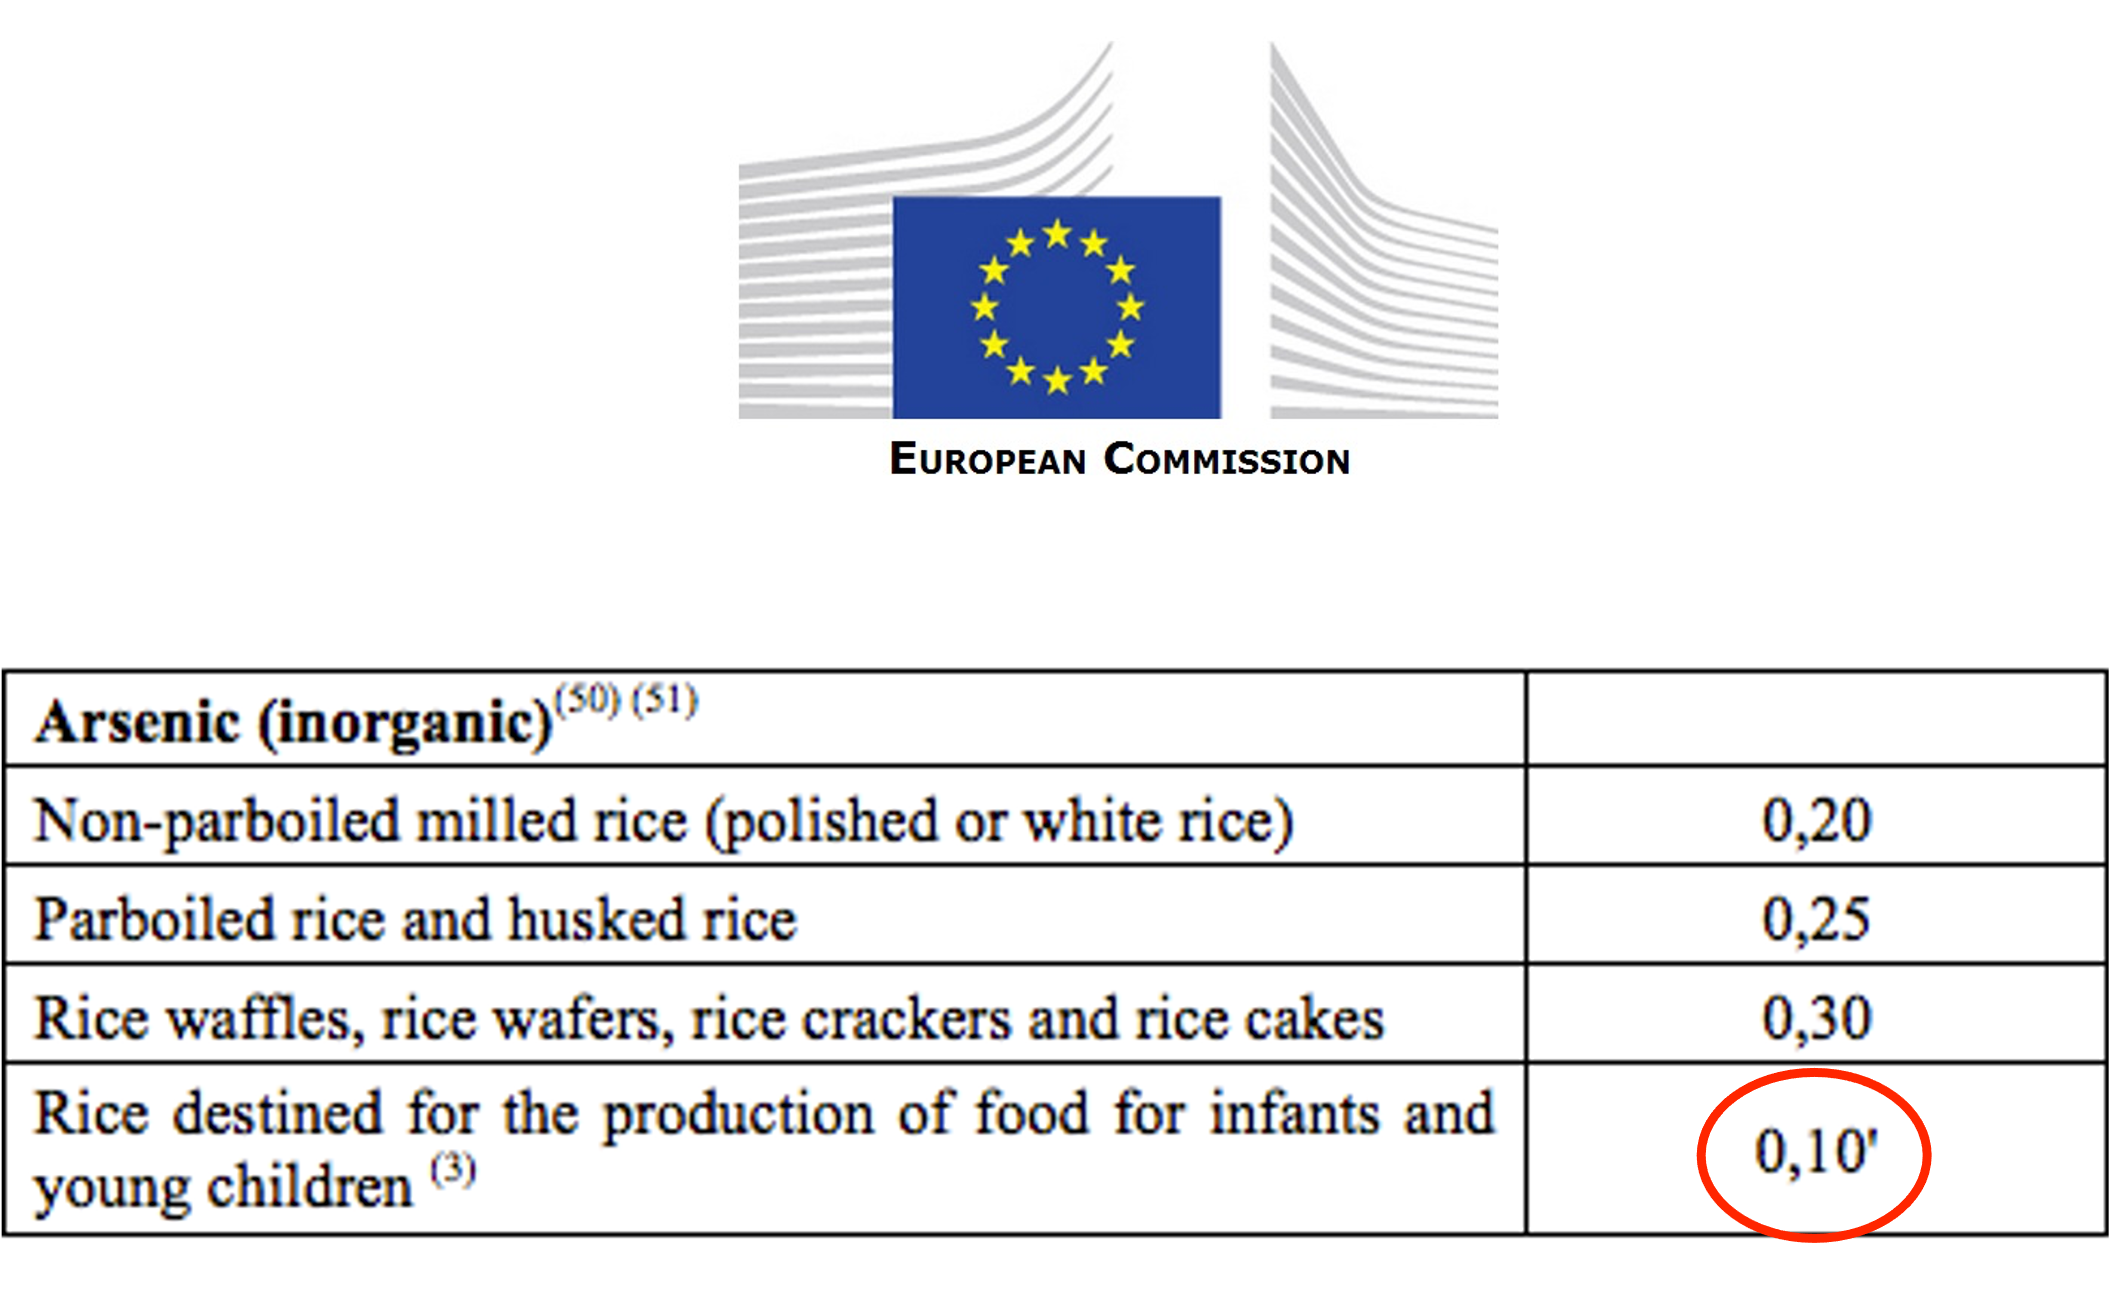 EUROPEAN COMMISSION
Arsenic (inorganic)(50) (51)
Non-parboiled milled rice (polished or white rice) 0,20
Parboiled rice and husked rice 0,25
Rice waffles, rice wafers, rice crackers and rice cakes 0,30
Rice destined for the production of food for infants and
young children (3) 0,10'